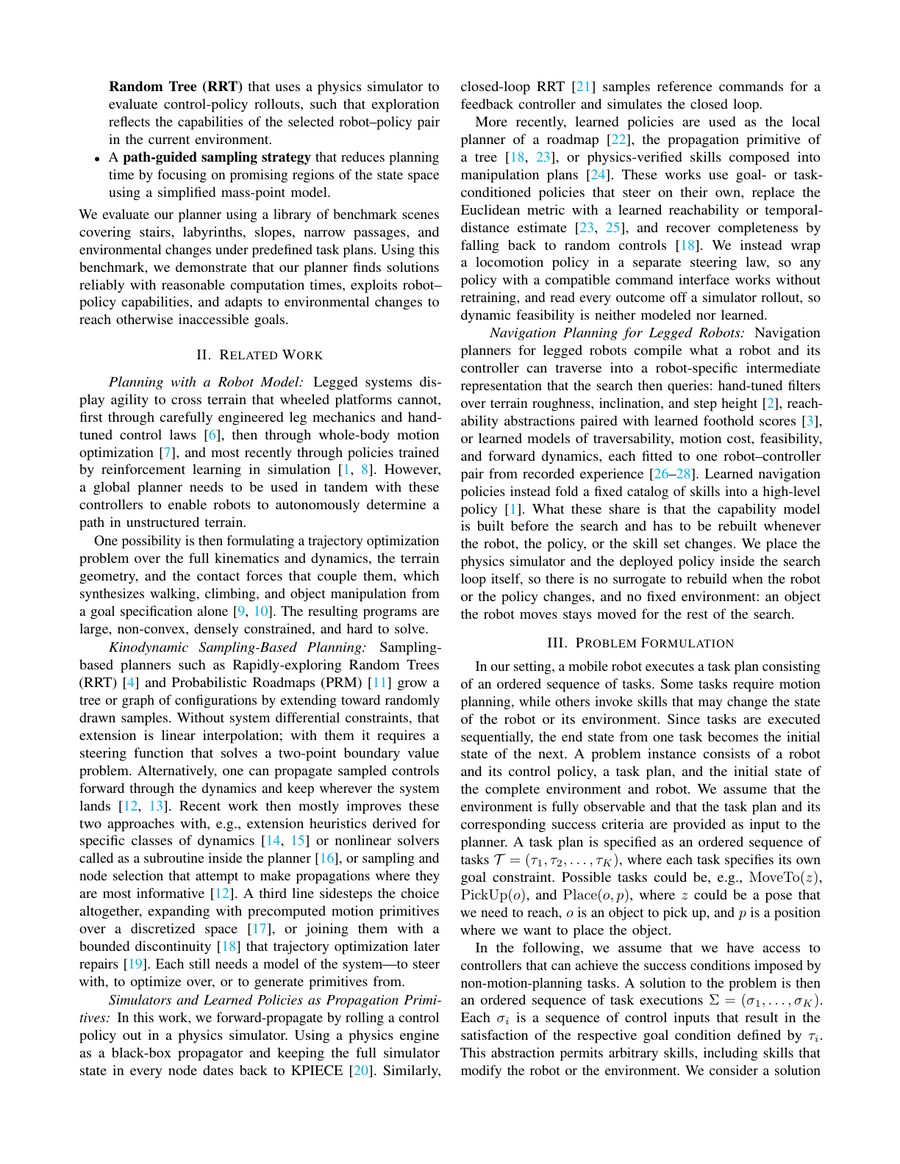 Random Tree (RRT) that uses a physics simulator to
evaluate control-policy rollouts, such that exploration
reflects the capabilities of the selected robot–policy pair
in the current environment.
• A path-guided sampling strategy that reduces planning
time by focusing on promising regions of the state space
using a simplified mass-point model.
We evaluate our planner using a library of benchmark scenes
covering stairs, labyrinths, slopes, narrow passages, and
environmental changes under predefined task plans. Using this
benchmark, we demonstrate that our planner finds solutions
reliably with reasonable computation times, exploits robot–
policy capabilities, and adapts to environmental changes to
reach otherwise inaccessible goals.
II. RELATED WORK
Planning with a Robot Model: Legged systems dis-
play agility to cross terrain that wheeled platforms cannot,
first through carefully engineered leg mechanics and hand-
tuned control laws [6], then through whole-body motion
optimization [7], and most recently through policies trained
by reinforcement learning in simulation [1, 8]. However,
a global planner needs to be used in tandem with these
controllers to enable robots to autonomously determine a
path in unstructured terrain.
One possibility is then formulating a trajectory optimization
problem over the full kinematics and dynamics, the terrain
geometry, and the contact forces that couple them, which
synthesizes walking, climbing, and object manipulation from
a goal specification alone [9, 10]. The resulting programs are
large, non-convex, densely constrained, and hard to solve.
Kinodynamic Sampling-Based Planning: Sampling-
based planners such as Rapidly-exploring Random Trees
(RRT) [4] and Probabilistic Roadmaps (PRM) [11] grow a
tree or graph of configurations by extending toward randomly
drawn samples. Without system differential constraints, that
extension is linear interpolation; with them it requires a
steering function that solves a two-point boundary value
problem. Alternatively, one can propagate sampled controls
forward through the dynamics and keep wherever the system
lands [12, 13]. Recent work then mostly improves these
two approaches with, e.g., extension heuristics derived for
specific classes of dynamics [14, 15] or nonlinear solvers
called as a subroutine inside the planner [16], or sampling and
node selection that attempt to make propagations where they
are most informative [12]. A third line sidesteps the choice
altogether, expanding with precomputed motion primitives
over a discretized space [17], or joining them with a
bounded discontinuity [18] that trajectory optimization later
repairs [19]. Each still needs a model of the system—to steer
with, to optimize over, or to generate primitives from.
Simulators and Learned Policies as Propagation Primi-
tives: In this work, we forward-propagate by rolling a control
policy out in a physics simulator. Using a physics engine
as a black-box propagator and keeping the full simulator
state in every node dates back to KPIECE [20]. Similarly,
closed-loop RRT [21] samples reference commands for a
feedback controller and simulates the closed loop.
More recently, learned policies are used as the local
planner of a roadmap [22], the propagation primitive of
a tree [18, 23], or physics-verified skills composed into
manipulation plans [24]. These works use goal- or task-
conditioned policies that steer on their own, replace the
Euclidean metric with a learned reachability or temporal-
distance estimate [23, 25], and recover completeness by
falling back to random controls [18]. We instead wrap
a locomotion policy in a separate steering law, so any
policy with a compatible command interface works without
retraining, and read every outcome off a simulator rollout, so
dynamic feasibility is neither modeled nor learned.
Navigation Planning for Legged Robots: Navigation
planners for legged robots compile what a robot and its
controller can traverse into a robot-specific intermediate
representation that the search then queries: hand-tuned filters
over terrain roughness, inclination, and step height [2], reach-
ability abstractions paired with learned foothold scores [3],
or learned models of traversability, motion cost, feasibility,
and forward dynamics, each fitted to one robot–controller
pair from recorded experience [26–28]. Learned navigation
policies instead fold a fixed catalog of skills into a high-level
policy [1]. What these share is that the capability model
is built before the search and has to be rebuilt whenever
the robot, the policy, or the skill set changes. We place the
physics simulator and the deployed policy inside the search
loop itself, so there is no surrogate to rebuild when the robot
or the policy changes, and no fixed environment: an object
the robot moves stays moved for the rest of the search.
III. PROBLEM FORMULATION
In our setting, a mobile robot executes a task plan consisting
of an ordered sequence of tasks. Some tasks require motion
planning, while others invoke skills that may change the state
of the robot or its environment. Since tasks are executed
sequentially, the end state from one task becomes the initial
state of the next. A problem instance consists of a robot
and its control policy, a task plan, and the initial state of
the complete environment and robot. We assume that the
environment is fully observable and that the task plan and its
corresponding success criteria are provided as input to the
planner. A task plan is specified as an ordered sequence of
tasks 𝒯 = (τ₁, τ₂, . . . , τ_K), where each task specifies its own
goal constraint. Possible tasks could be, e.g., MoveTo(z),
PickUp(o), and Place(o, p), where z could be a pose that
we need to reach, o is an object to pick up, and p is a position
where we want to place the object.
In the following, we assume that we have access to
controllers that can achieve the success conditions imposed by
non-motion-planning tasks. A solution to the problem is then
an ordered sequence of task executions Σ = (σ₁, . . . , σ_K).
Each σᵢ is a sequence of control inputs that result in the
satisfaction of the respective goal condition defined by τᵢ.
This abstraction permits arbitrary skills, including skills that
modify the robot or the environment. We consider a solution